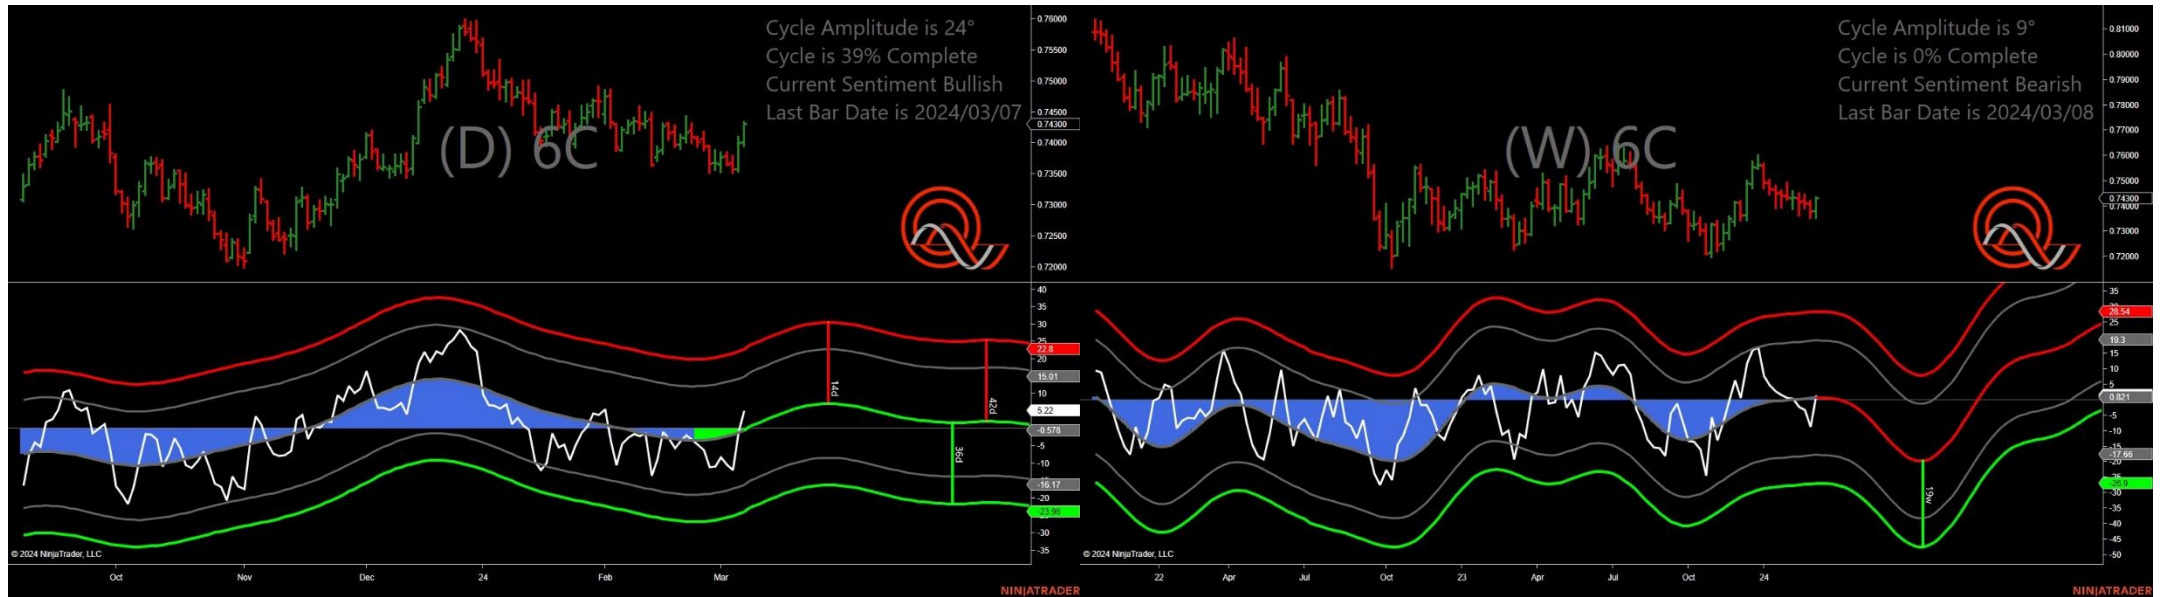 Cycle Amplitude is 24°
Cycle is 39% Complete
Current Sentiment Bullish
Last Bar Date is 2024/03/07
(D) 6C
0.76000
0.75500
0.75000
0.74500
0.74300
0.74000
0.73500
0.73000
0.72500
0.72000
40
35
30
25
22.8
20
15.01
10
5.22
-0.578
-5
-10
-16.17
-20
-23.96
-30
-35
14d
42d
36d
© 2024 NinjaTrader, LLC
Oct
Nov
Dec
24
Feb
Mar
NINJATRADER
Cycle Amplitude is 9°
Cycle is 0% Complete
Current Sentiment Bearish
Last Bar Date is 2024/03/08
(W) 6C
0.81000
0.80000
0.79000
0.78000
0.77000
0.76000
0.75000
0.74300
0.74000
0.73000
0.72000
35
28.54
25
19.3
15
10
5
0.821
-5
-10
-15
-17.66
-20
-26.9
-30
-35
-40
-45
-50
19w
© 2024 NinjaTrader, LLC
22
Apr
Jul
Oct
23
Apr
Jul
Oct
24
NINJATRADER